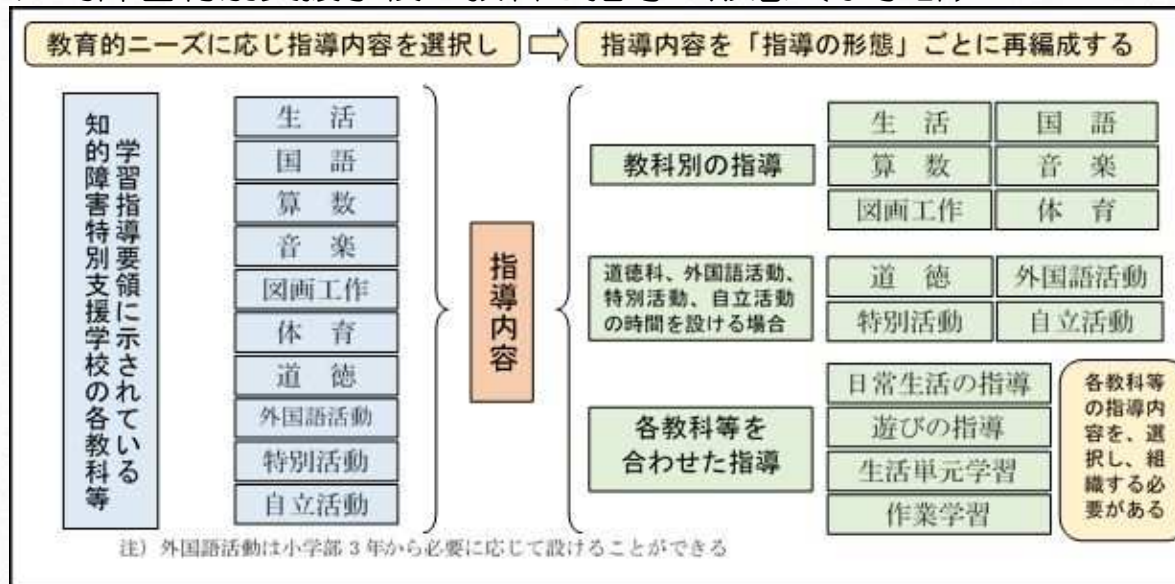 教育的ニーズに応じ指導内容を選択し
指導内容を「指導の形態」ごとに再編成する
学習指導要領に示されている
知的障害特別支援学校の各教科等
生 活
国 語
算 数
音 楽
図画工作
体 育
道 徳
外国語活動
特別活動
自立活動
指導内容
教科別の指導
生 活
国 語
算 数
音 楽
図画工作
体 育
道徳科、外国語活動、
特別活動、自立活動
の時間を設ける場合
道 徳
外国語活動
特別活動
自立活動
各教科等を
合わせた指導
日常生活の指導
遊びの指導
生活単元学習
作業学習
各教科等
の指導内
容を、選
択し、組
織する必
要がある
注）外国語活動は小学部3年から必要に応じて設けることができる